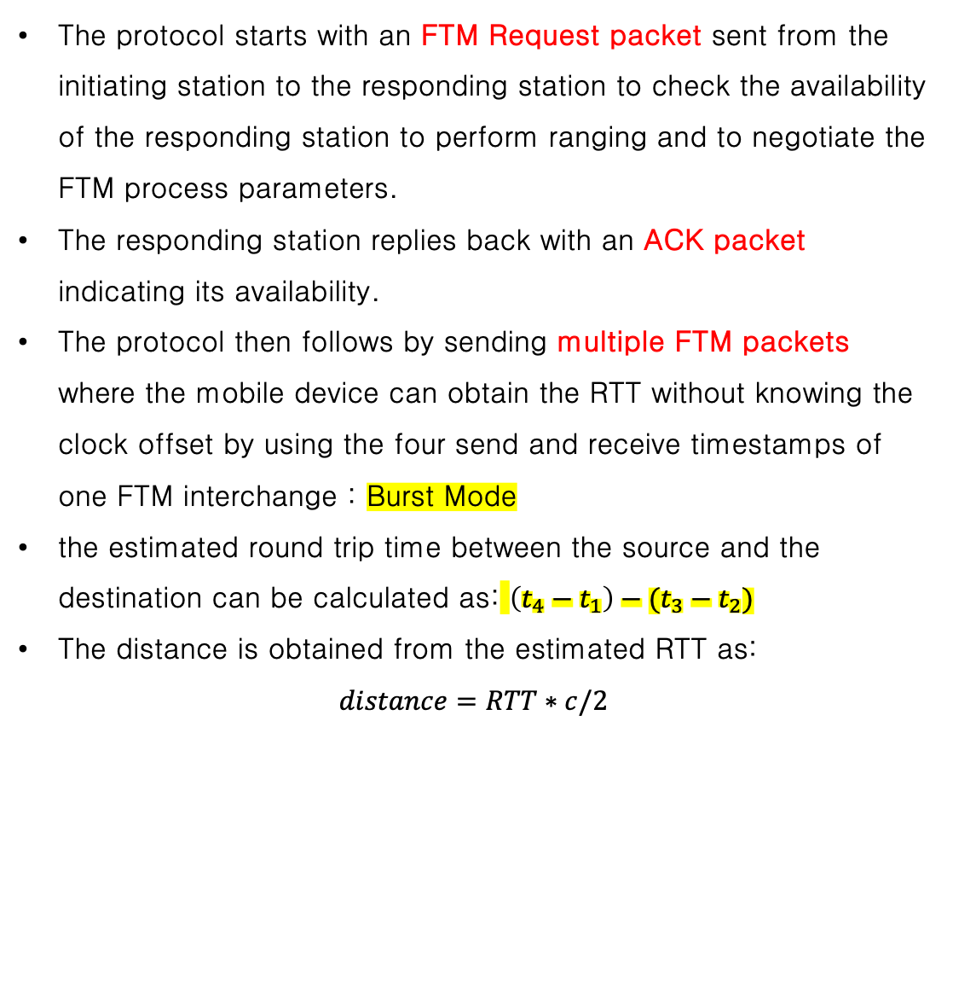 • The protocol starts with an FTM Request packet sent from the
initiating station to the responding station to check the availability
of the responding station to perform ranging and to negotiate the
FTM process parameters.
• The responding station replies back with an ACK packet
indicating its availability.
• The protocol then follows by sending multiple FTM packets
where the mobile device can obtain the RTT without knowing the
clock offset by using the four send and receive timestamps of
one FTM interchange : Burst Mode
• the estimated round trip time between the source and the
destination can be calculated as: (t₄ − t₁) − (t₃ − t₂)
• The distance is obtained from the estimated RTT as:
distance = RTT ∗ c/2